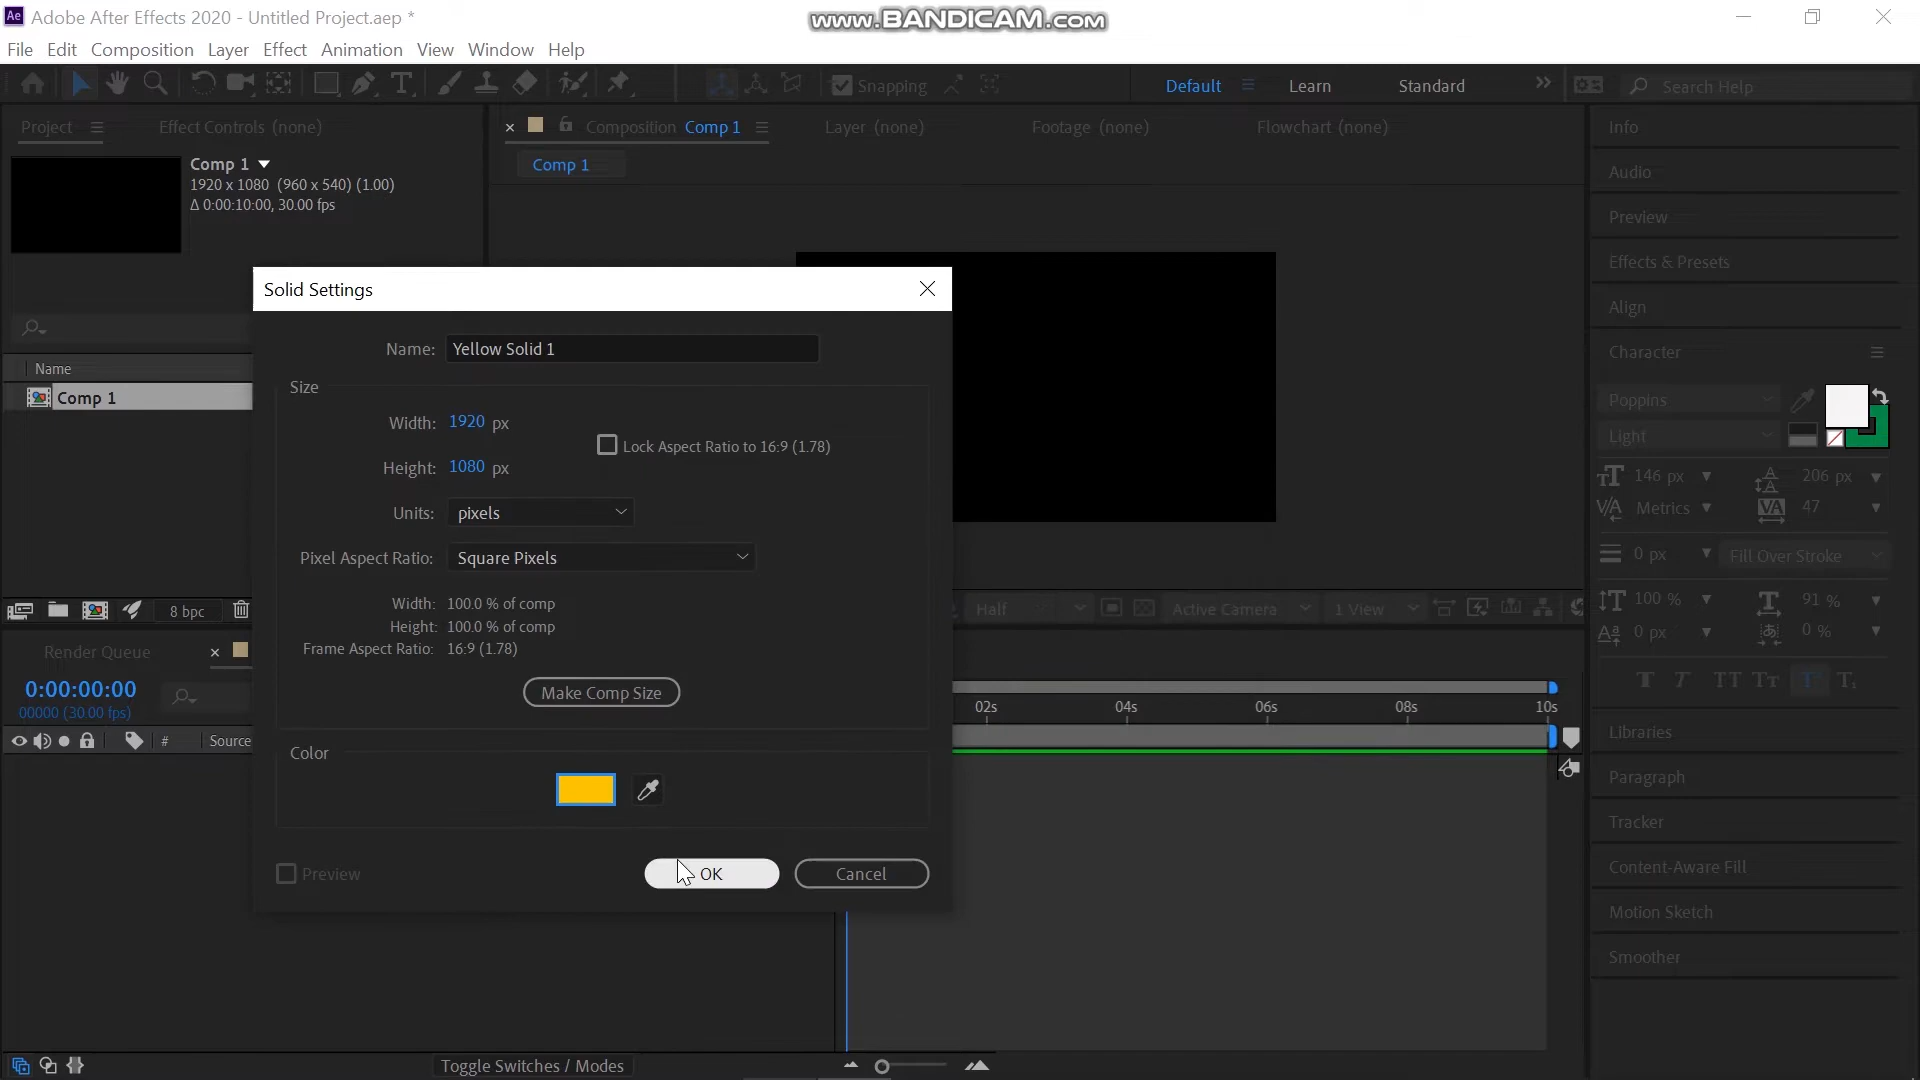 Ae Adobe After Effects 2020 - Untitled Project.aep *
www.BANDICAM.com
File Edit Composition Layer Effect Animation View Window Help
Snapping Default Learn Standard Search Help
Project Effect Controls (none)
Composition Comp 1 Layer (none) Footage (none) Flowchart (none)
Comp 1
Comp 1
1920 x 1080 (960 x 540) (1.00)
Δ 0:00:10:00, 30.00 fps
Name
Comp 1
8 bpc
Solid Settings
Name: Yellow Solid 1
Size
Width: 1920 px
Lock Aspect Ratio to 16:9 (1.78)
Height: 1080 px
Units: pixels
Pixel Aspect Ratio: Square Pixels
Width: 100.0 % of comp
Height: 100.0 % of comp
Frame Aspect Ratio: 16:9 (1.78)
Make Comp Size
Color
Preview OK Cancel
Half Active Camera 1 View
Render Queue
0:00:00:00
00000 (30.00 fps)
# Source
02s 04s 06s 08s 10s
Toggle Switches / Modes
Info
Audio
Preview
Effects & Presets
Align
Character
Poppins
Light
146 px 206 px
Metrics 47
0 px Fill Over Stroke
100 % 91 %
0 px 0 %
T T TT Tт T¹ T₁
Libraries
Paragraph
Tracker
Content-Aware Fill
Motion Sketch
Smoother